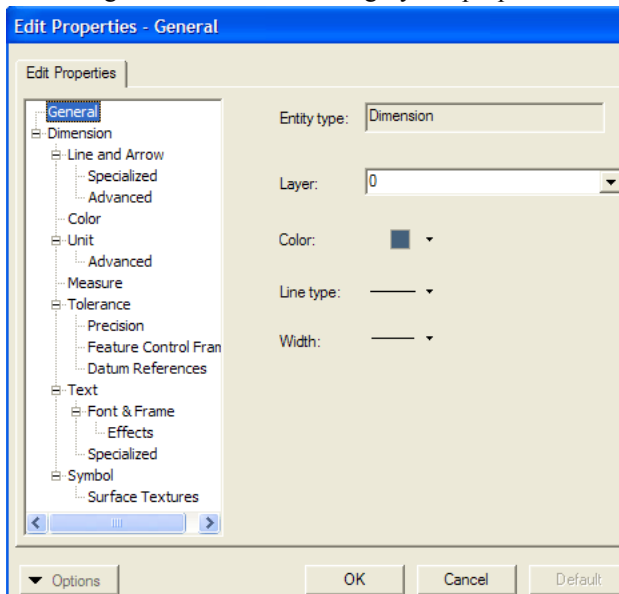 Edit Properties - General
Edit Properties
General
Dimension
Line and Arrow
Specialized
Advanced
Color
Unit
Advanced
Measure
Tolerance
Precision
Feature Control Fran
Datum References
Text
Font & Frame
Effects
Specialized
Symbol
Surface Textures
Entity type: Dimension
Layer: 0
Color:
Line type:
Width:
Options
OK
Cancel
Default